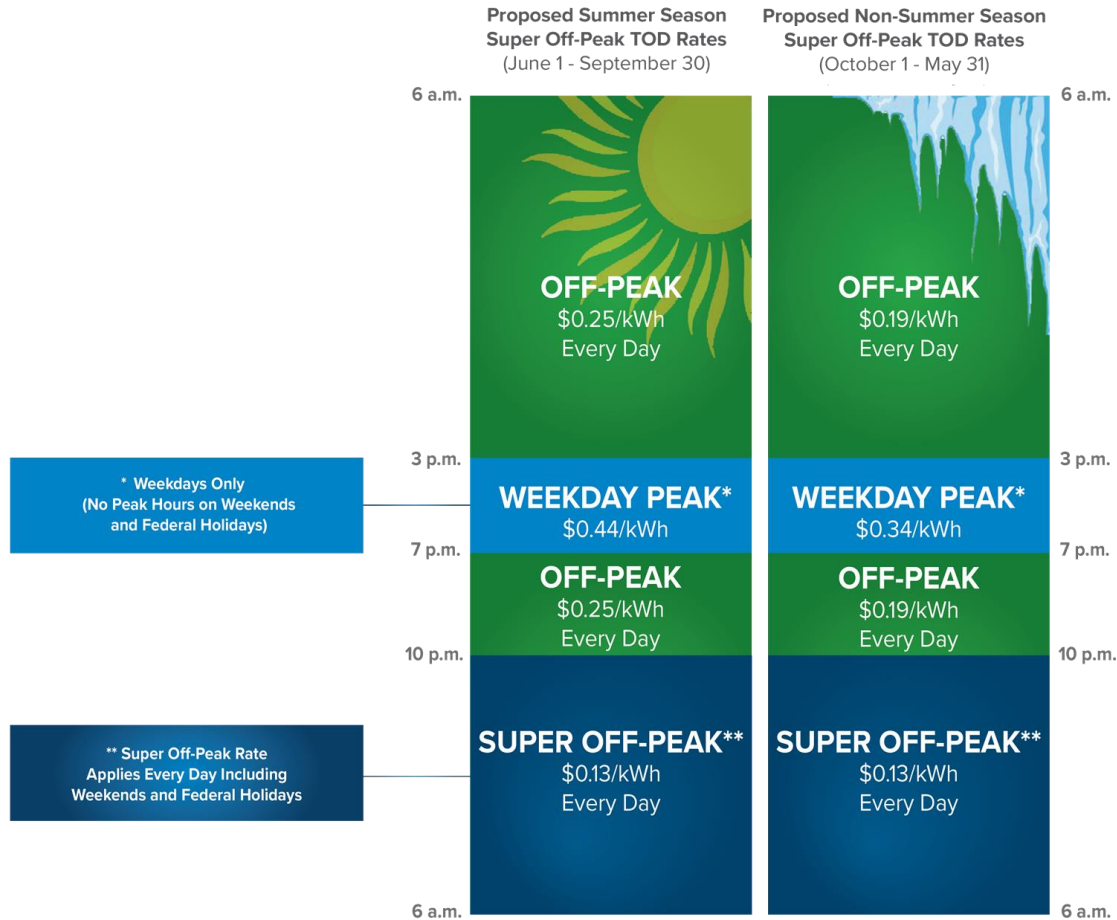 Proposed Summer Season
Super Off-Peak TOD Rates
(June 1 - September 30)
Proposed Non-Summer Season
Super Off-Peak TOD Rates
(October 1 - May 31)
6 a.m.
6 a.m.
OFF-PEAK
$0.25/kWh
Every Day
OFF-PEAK
$0.19/kWh
Every Day
3 p.m.
3 p.m.
* Weekdays Only
(No Peak Hours on Weekends
and Federal Holidays)
WEEKDAY PEAK*
$0.44/kWh
WEEKDAY PEAK*
$0.34/kWh
7 p.m.
7 p.m.
OFF-PEAK
$0.25/kWh
Every Day
OFF-PEAK
$0.19/kWh
Every Day
10 p.m.
10 p.m.
** Super Off-Peak Rate
Applies Every Day Including
Weekends and Federal Holidays
SUPER OFF-PEAK**
$0.13/kWh
Every Day
SUPER OFF-PEAK**
$0.13/kWh
Every Day
6 a.m.
6 a.m.